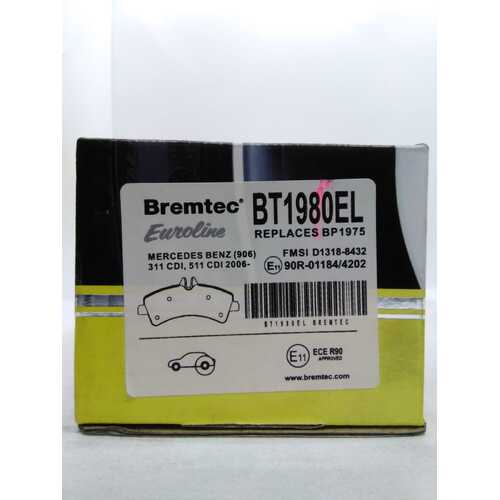 Bremtec® BT1980EL
Euroline REPLACES BP1975
MERCEDES BENZ (906) FMSI D1318-8432
311 CDI, 511 CDI 2006- E11 90R-01184/4202
BT1980EL BREMTEC
E11 ECE R90
APPROVED
www.bremtec.com